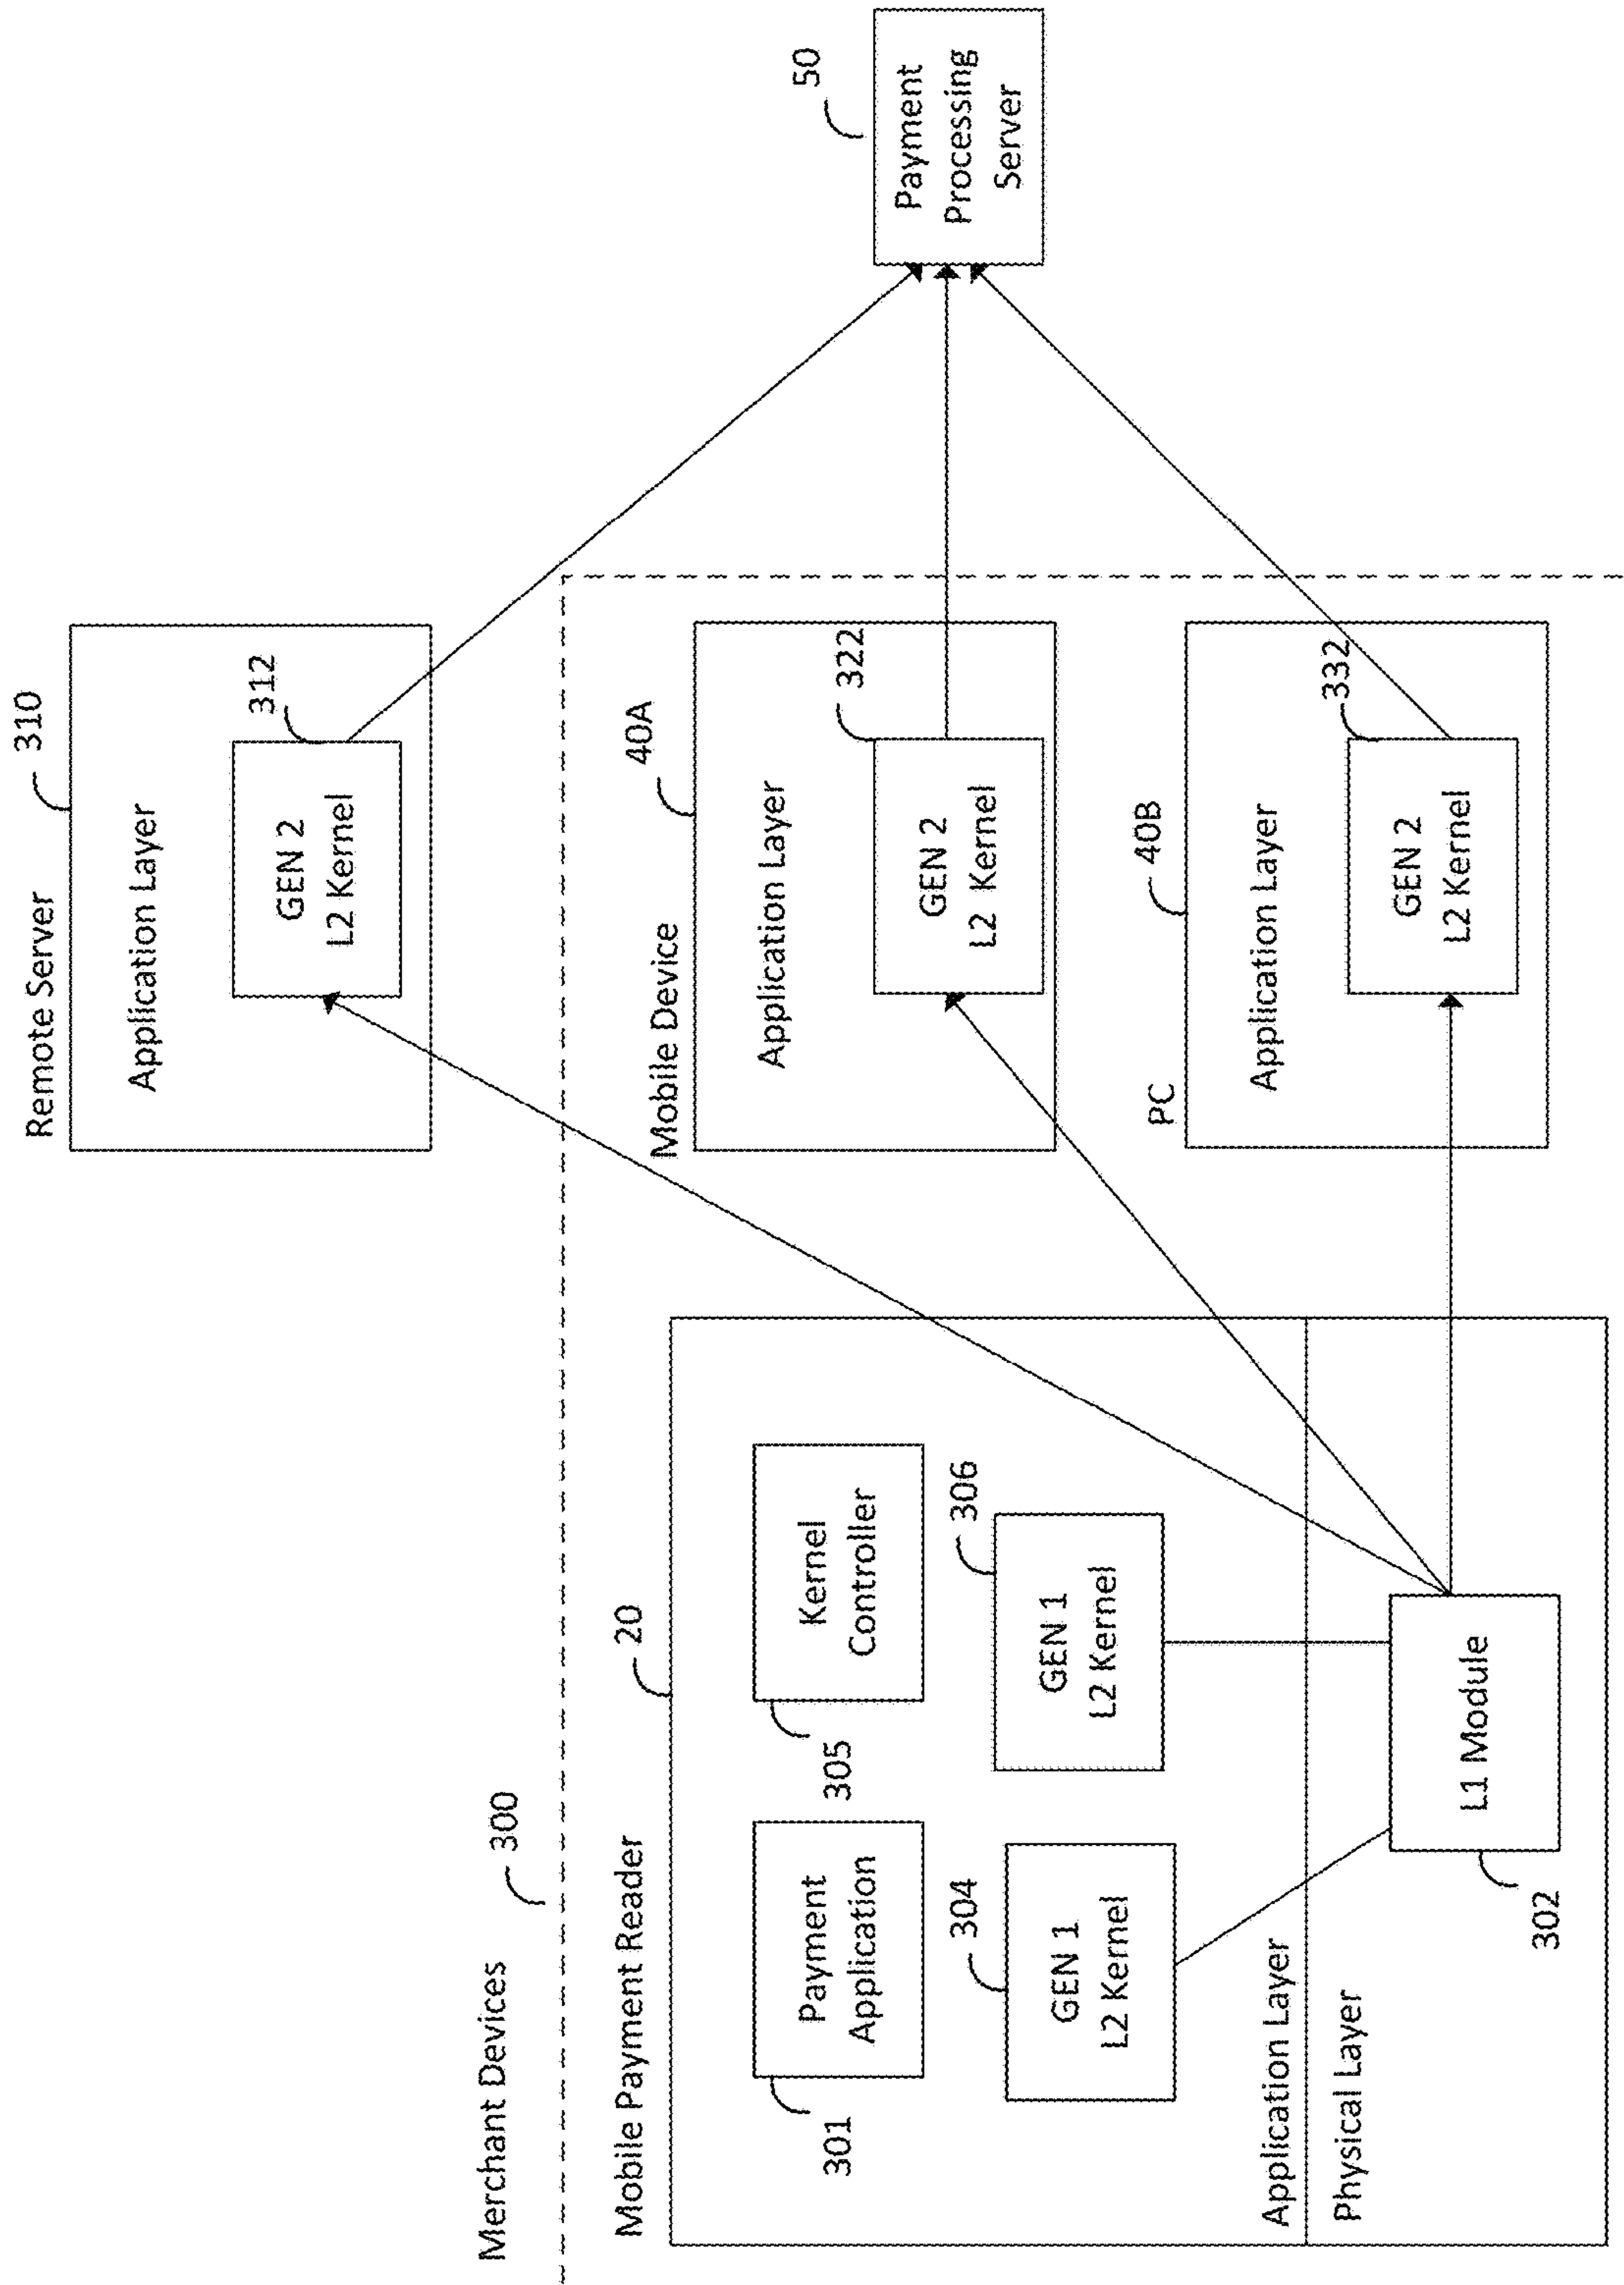 Merchant Devices
300
Mobile Payment Reader
20
Payment
Application
301
Kernel
Controller
305
GEN 1
L2 Kernel
304
GEN 1
L2 Kernel
306
Application Layer
Physical Layer
L1 Module
302
Remote Server
310
Application Layer
GEN 2
L2 Kernel
312
Mobile Device
40A
Application Layer
GEN 2
L2 Kernel
322
PC
40B
Application Layer
GEN 2
L2 Kernel
332
50
Payment
Processing
Server